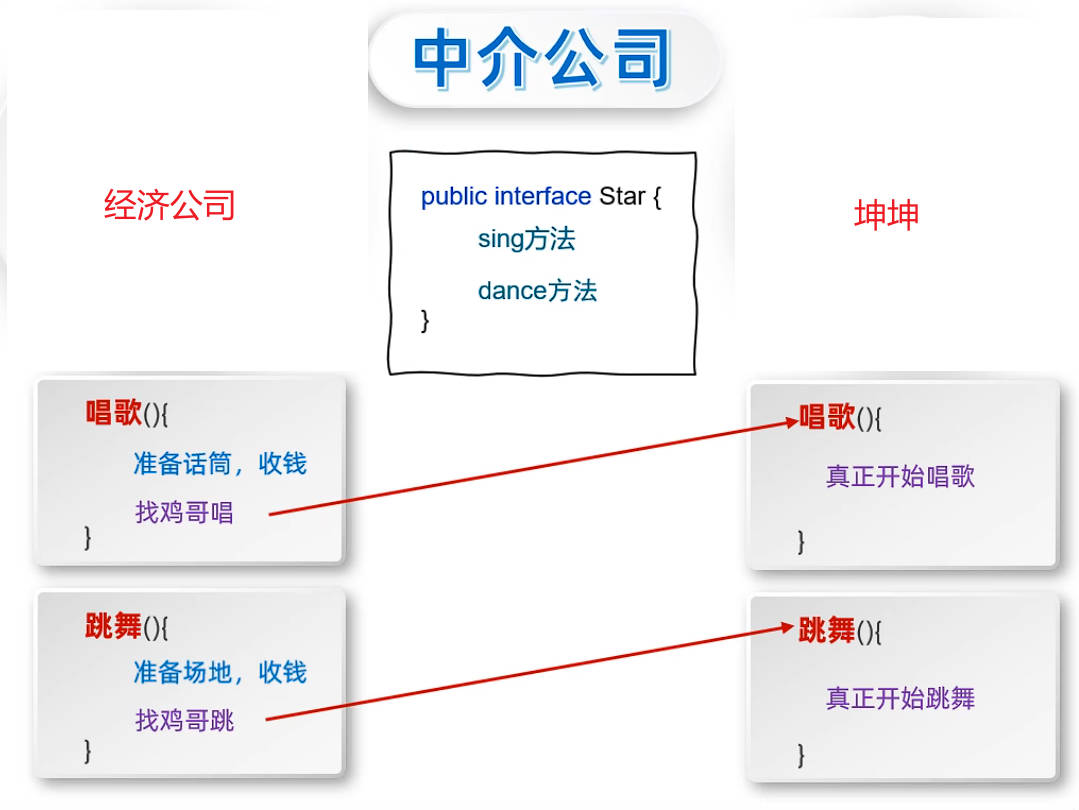 中介公司
经济公司
public interface Star {
sing方法
dance方法
}
坤坤
唱歌(){
准备话筒，收钱
找鸡哥唱
}
唱歌(){
真正开始唱歌
}
跳舞(){
准备场地，收钱
找鸡哥跳
}
跳舞(){
真正开始跳舞
}